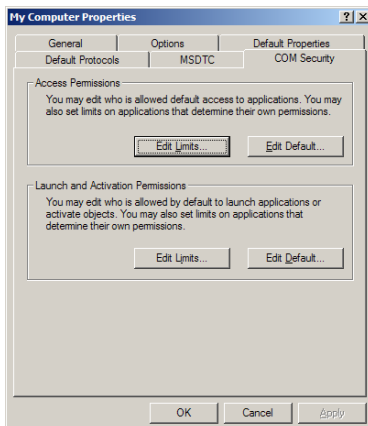 My Computer Properties
General
Options
Default Properties
Default Protocols
MSDTC
COM Security
Access Permissions
You may edit who is allowed default access to applications. You may
also set limits on applications that determine their own permissions.
Edit Limits...
Edit Default...
Launch and Activation Permissions
You may edit who is allowed by default to launch applications or
activate objects. You may also set limits on applications that
determine their own permissions.
Edit Limits...
Edit Default...
OK
Cancel
Apply